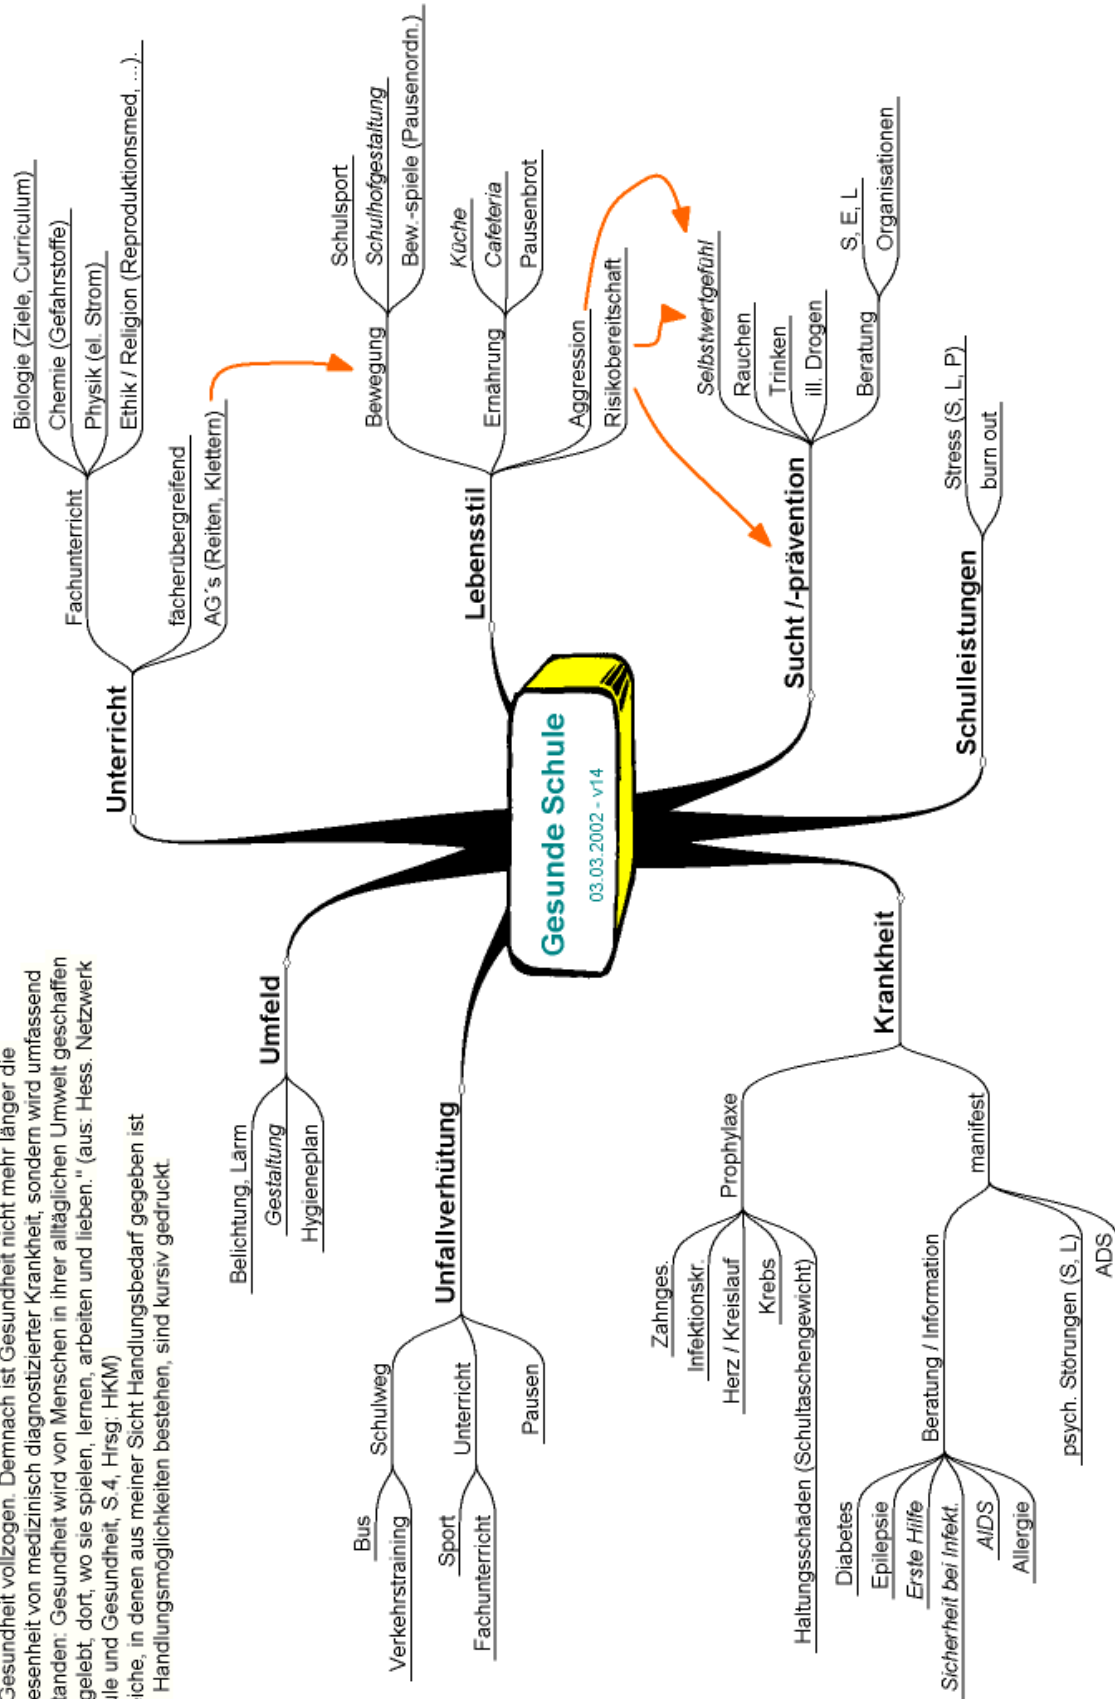 Gesundheit vollzogen. Demnach ist Gesundheit nicht mehr länger die
von medizinisch diagnostizierter Krankheit, sondern wird umfassend
Gesundheit wird von Menschen in ihrer alltäglichen Umwelt geschaffen
gelebt, dort, wo sie spielen, lernen, arbeiten und lieben." (aus: Hess. Netzwerk
und Gesundheit, S.4, Hrsg: HKM)
in denen aus meiner Sicht Handlungsbedarf gegeben ist
Handlungsmöglichkeiten bestehen, sind kursiv gedruckt.
Gesunde Schule
03.03.2002 - v14
Unterricht
Fachunterricht
Biologie (Ziele, Curriculum)
Chemie (Gefahrstoffe)
Physik (el. Strom)
Ethik / Religion (Reproduktionsmed, ...).
fächerübergreifend
AG´s (Reiten, Klettern)
Lebensstil
Bewegung
Schulsport
Schulhofgestaltung
Bew.-spiele (Pausenordn.)
Ernährung
Küche
Cafeteria
Pausenbrot
Aggression
Risikobereitschaft
Sucht /-prävention
Selbstwertgefühl
Rauchen
Trinken
ill. Drogen
Beratung
S, E, L
Organisationen
Schulleistungen
Stress (S, L, P)
burn out
Umfeld
Belichtung, Lärm
Gestaltung
Hygieneplan
Unfallverhütung
Schulweg
Bus
Verkehrstraining
Unterricht
Sport
Fachunterricht
Pausen
Krankheit
Prophylaxe
Zahnges.
Infektionskr.
Herz / Kreislauf
Krebs
Haltungsschäden (Schultaschengewicht)
manifest
Beratung / Information
Diabetes
Epilepsie
Erste Hilfe
Sicherheit bei Infekt.
AIDS
Allergie
psych. Störungen (S, L)
ADS